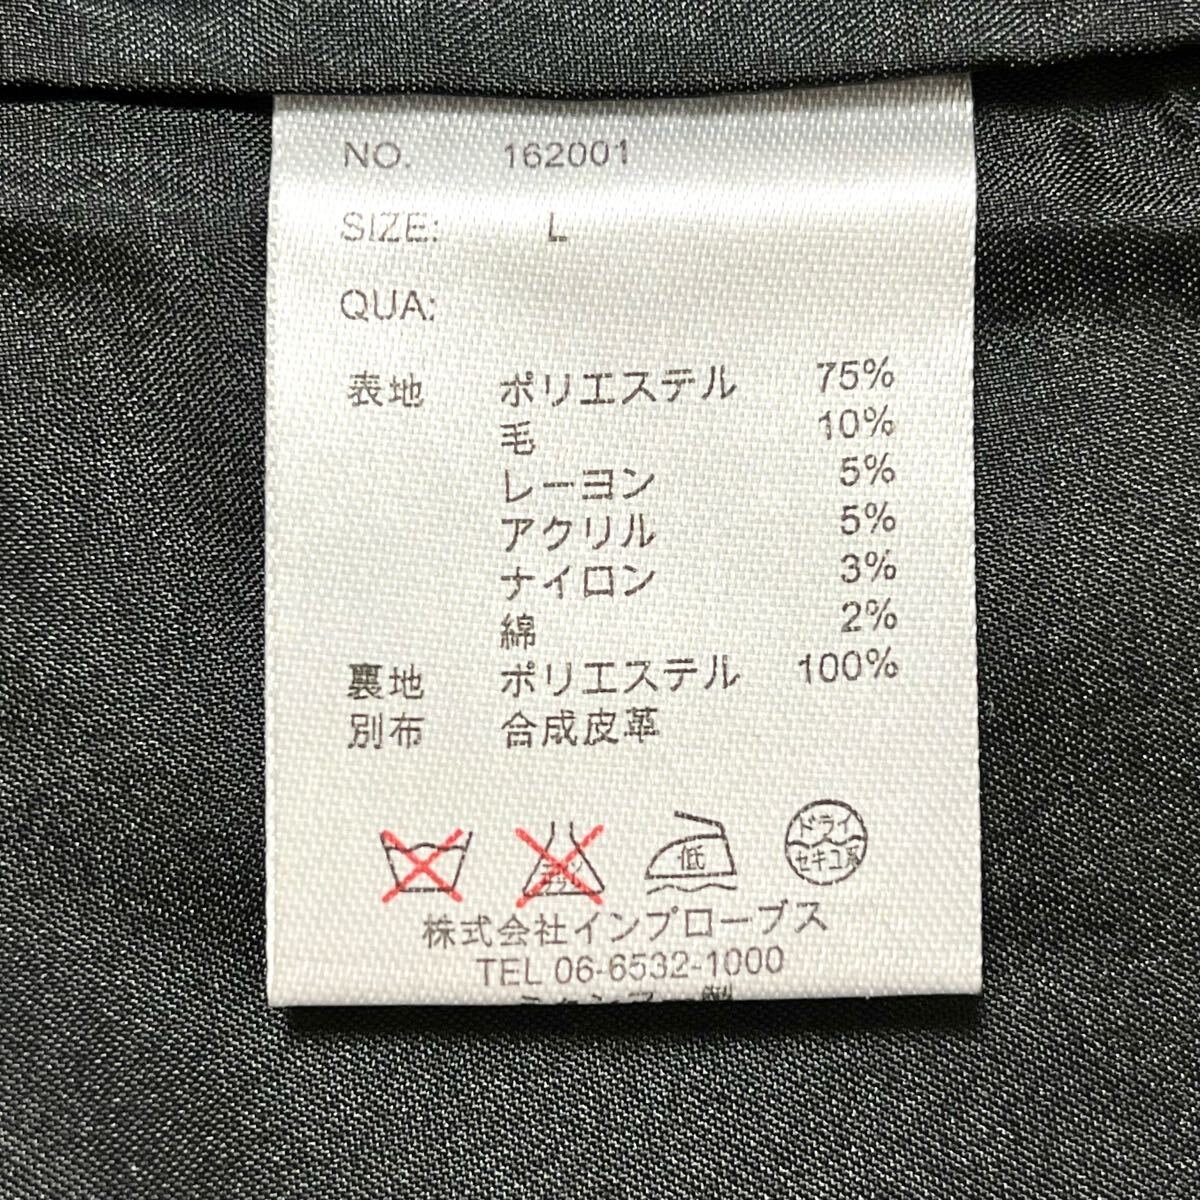 NO. 162001
SIZE: L
QUA:
表地 ポリエステル 75%
毛 10%
レーヨン 5%
アクリル 5%
ナイロン 3%
綿 2%
裏地 ポリエステル 100%
別布 合成皮革
低
ドライ
セキユ系
株式会社インプローブス
TEL 06-6532-1000